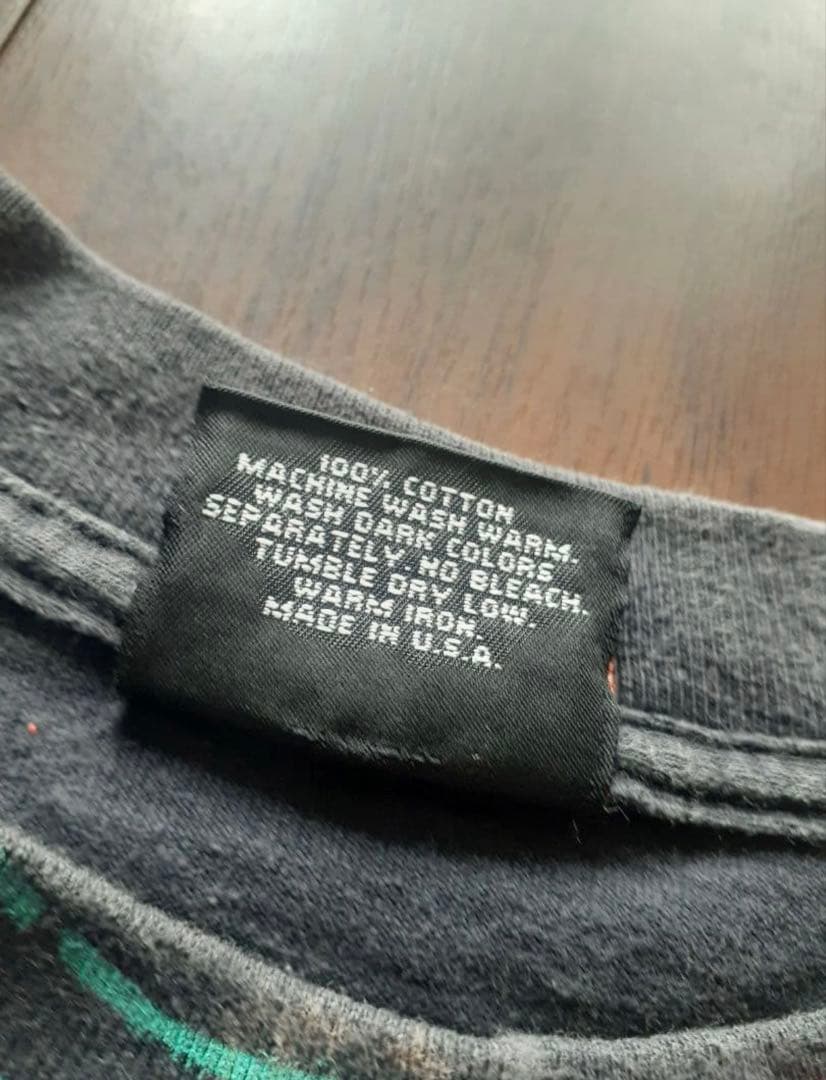 100% COTTON
MACHINE WASH WARM.
WASH DARK COLORS
SEPARATELY. NO BLEACH.
TUMBLE DRY LOW.
WARM IRON.
MADE IN U.S.A.